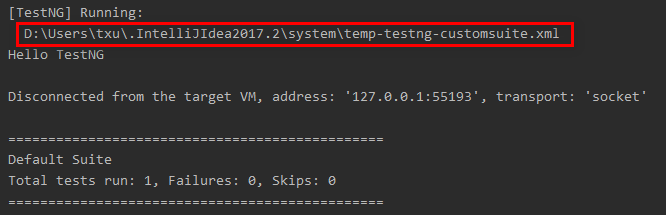 [TestNG] Running:
D:\Users\txu\.IntelliJIdea2017.2\system\temp-testng-customsuite.xml
Hello TestNG
Disconnected from the target VM, address: '127.0.0.1:55193', transport: 'socket'
===============================================
Default Suite
Total tests run: 1, Failures: 0, Skips: 0
===============================================